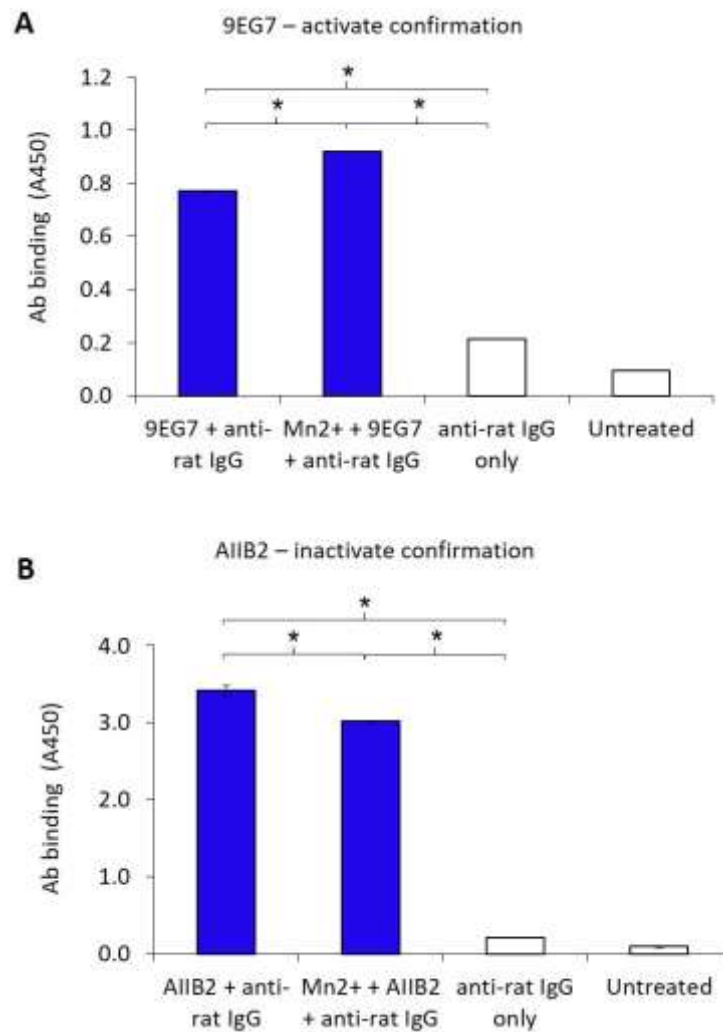 A
9EG7 – activate confirmation
*
* *
1.2
1.0
0.8
0.6
0.4
0.2
0.0
Ab binding (A450)
9EG7 + anti- Mn2+ + 9EG7 anti-rat IgG Untreated
rat IgG + anti-rat IgG only
B
AIIB2 – inactivate confirmation
*
* *
4.0
3.0
2.0
1.0
0.0
Ab binding (A450)
AIIB2 + anti- Mn2+ + AIIB2 anti-rat IgG Untreated
rat IgG + anti-rat IgG only